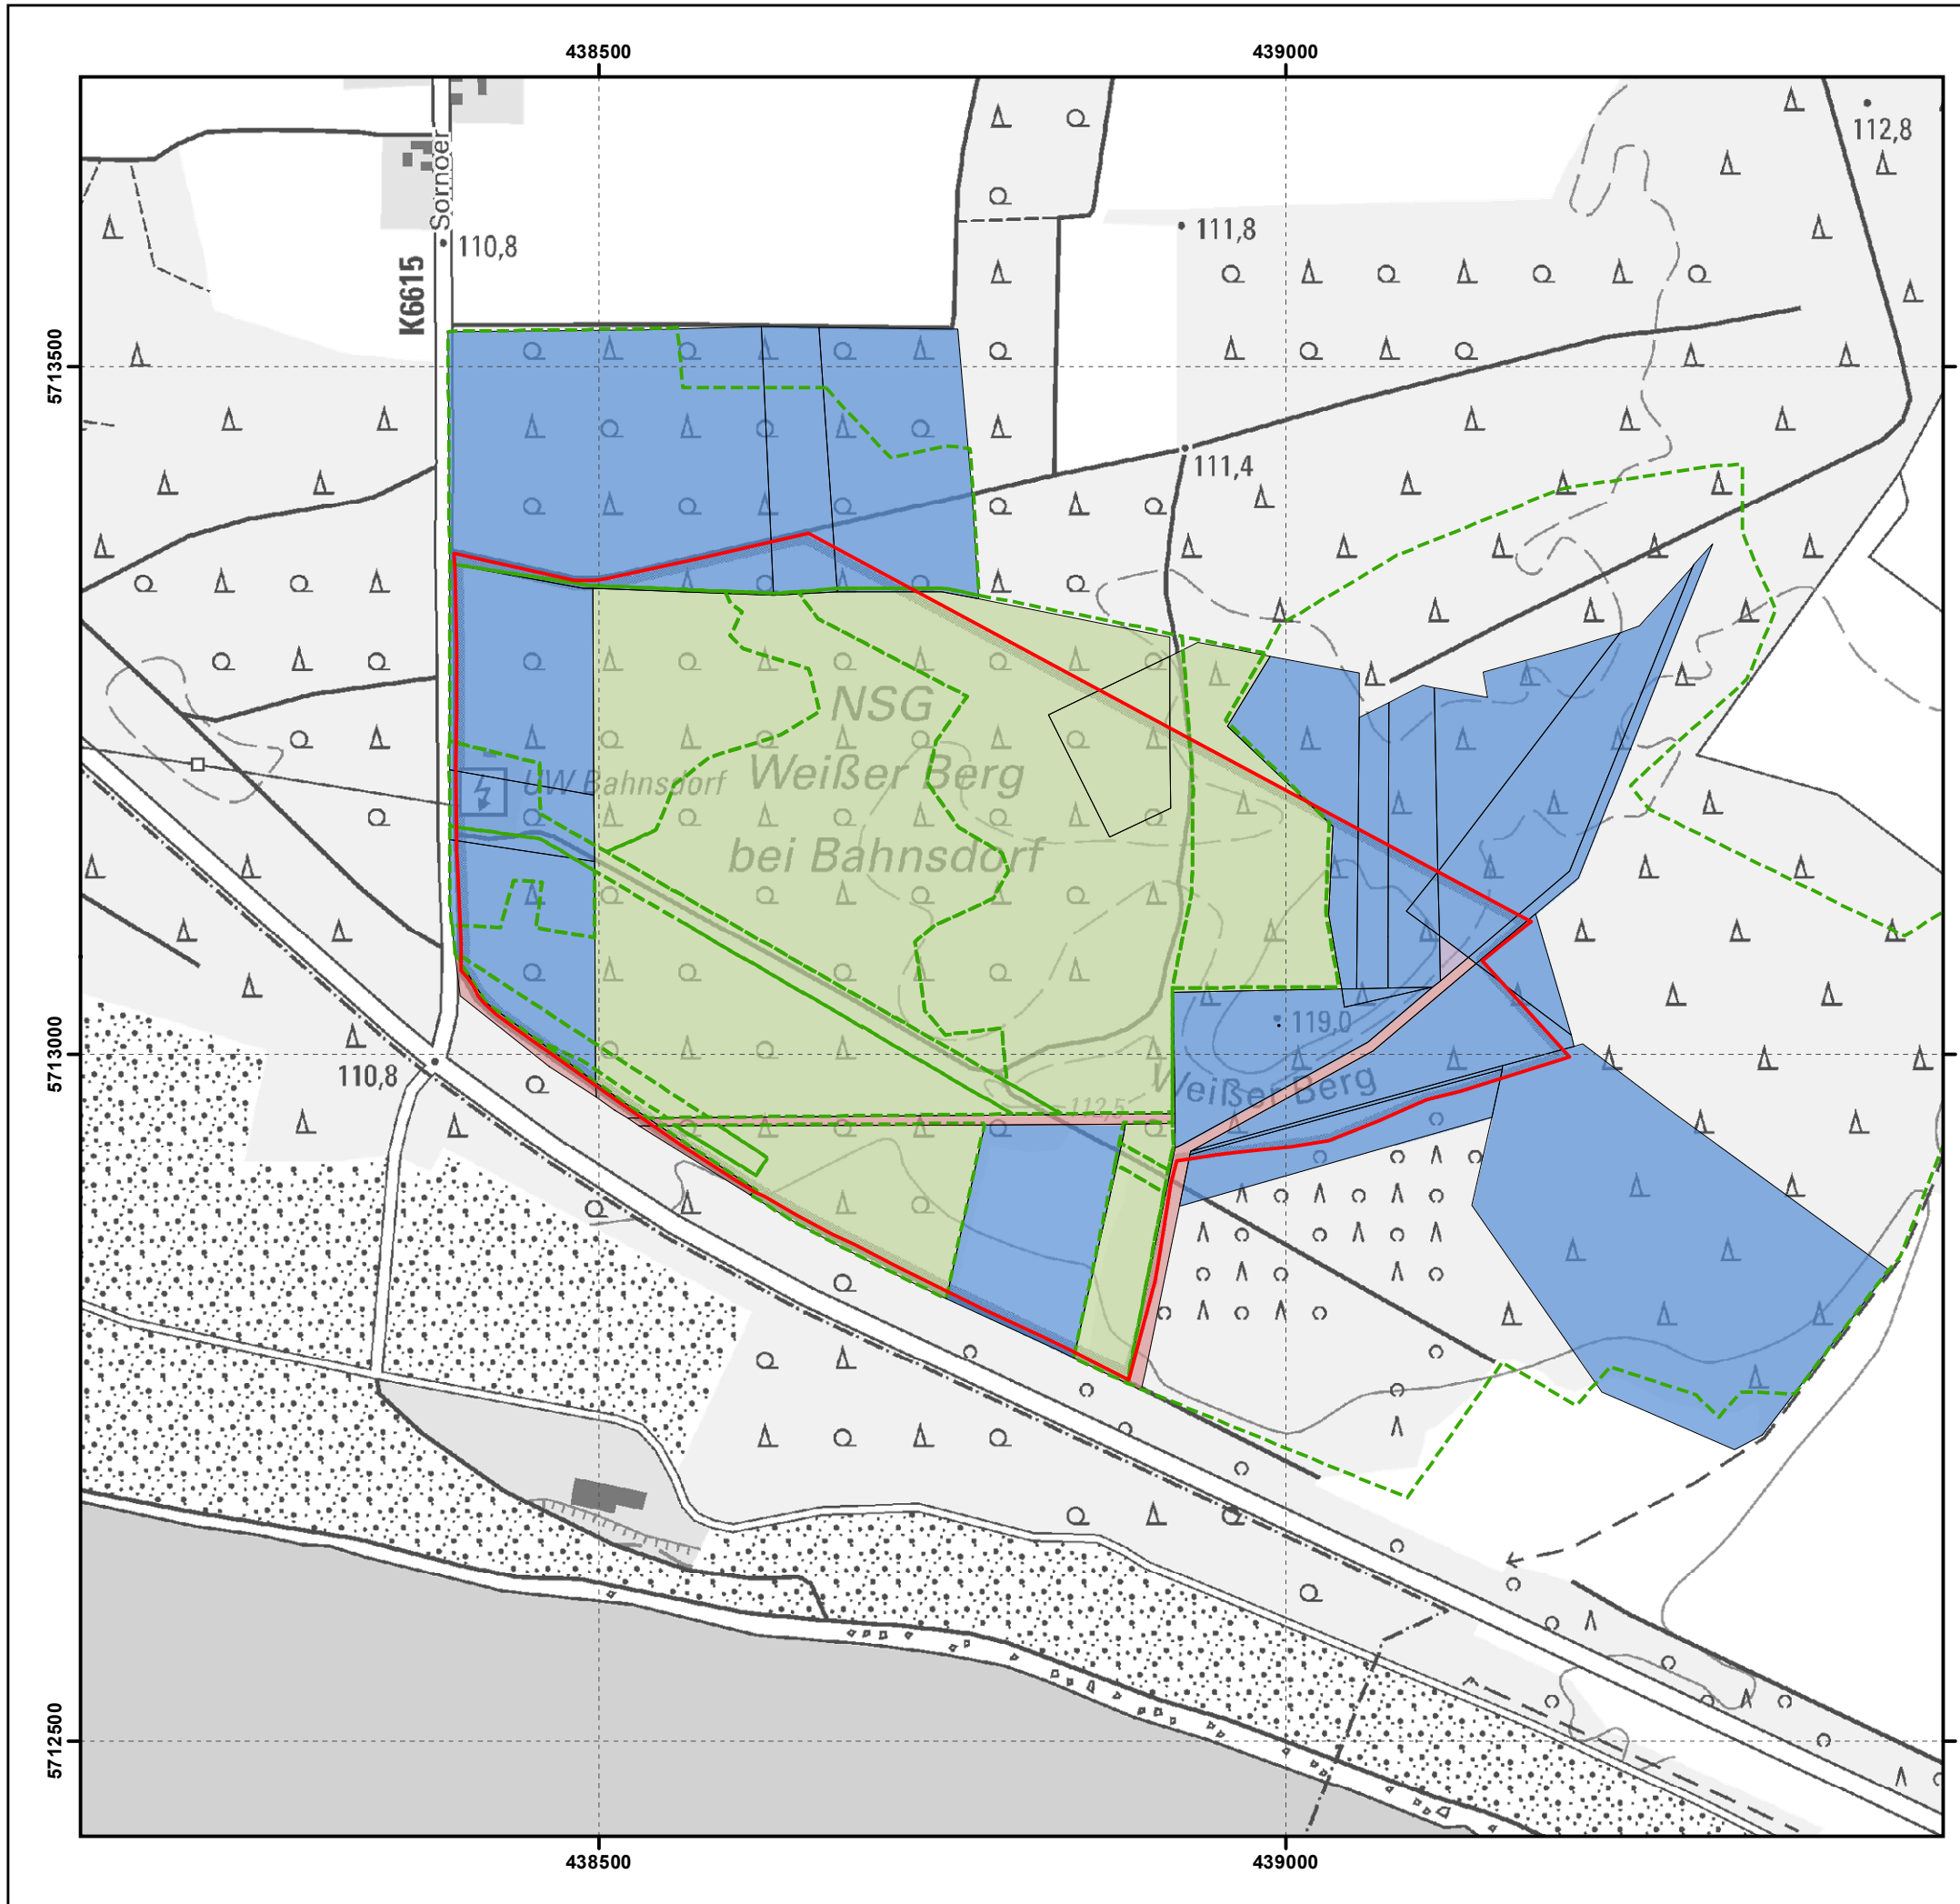 438500
439000
112,8
Sornoer
111,8
110,8
K6615
5713500
111,4
NSG
Weißer Berg
UW Bahnsdorf
bei Bahnsdorf
119,0
5713000
110,8
Weißer Berg
112,5
5712500
438500
439000